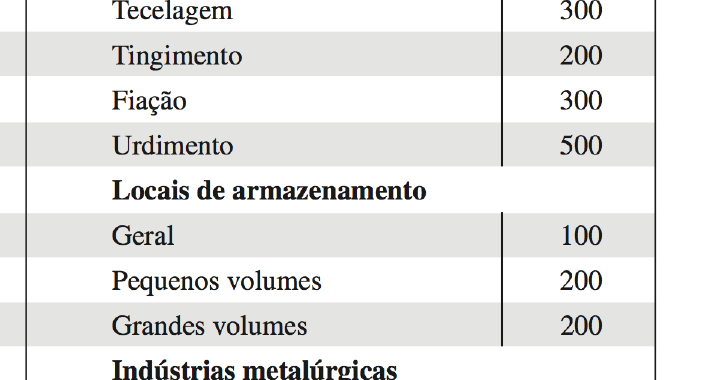 Tecelagem 300
Tingimento 200
Fiação 300
Urdimento 500
Locais de armazenamento
Geral 100
Pequenos volumes 200
Grandes volumes 200
Indústrias metalúrgicas